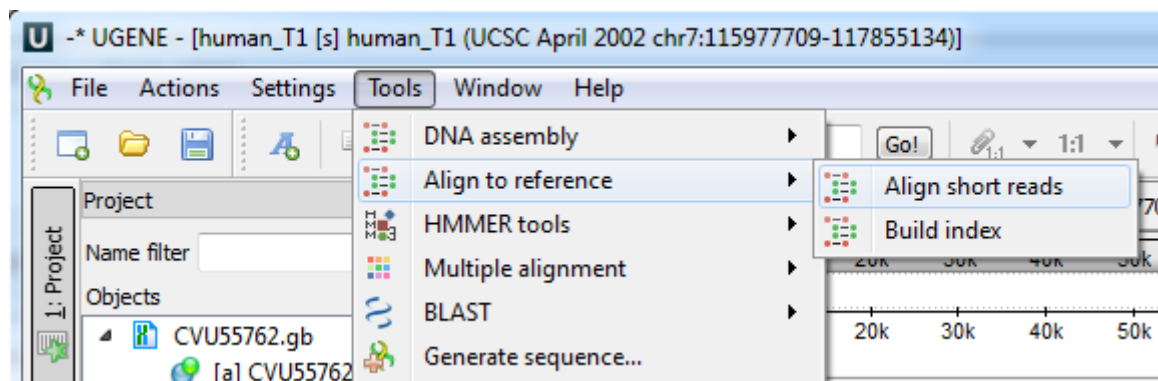 U -* UGENE - [human_T1 [s] human_T1 (UCSC April 2002 chr7:115977709-117855134)]
File Actions Settings Tools Window Help
DNA assembly
Go! 1:1 1:1
Align to reference
Align short reads
Project
HMMER tools
Build index
1: Project
Name filter
Multiple alignment
20k 30k 40k 50k
Objects
BLAST
20k 30k 40k 50k
CVU55762.gb
Generate sequence...
[a] CVU55762